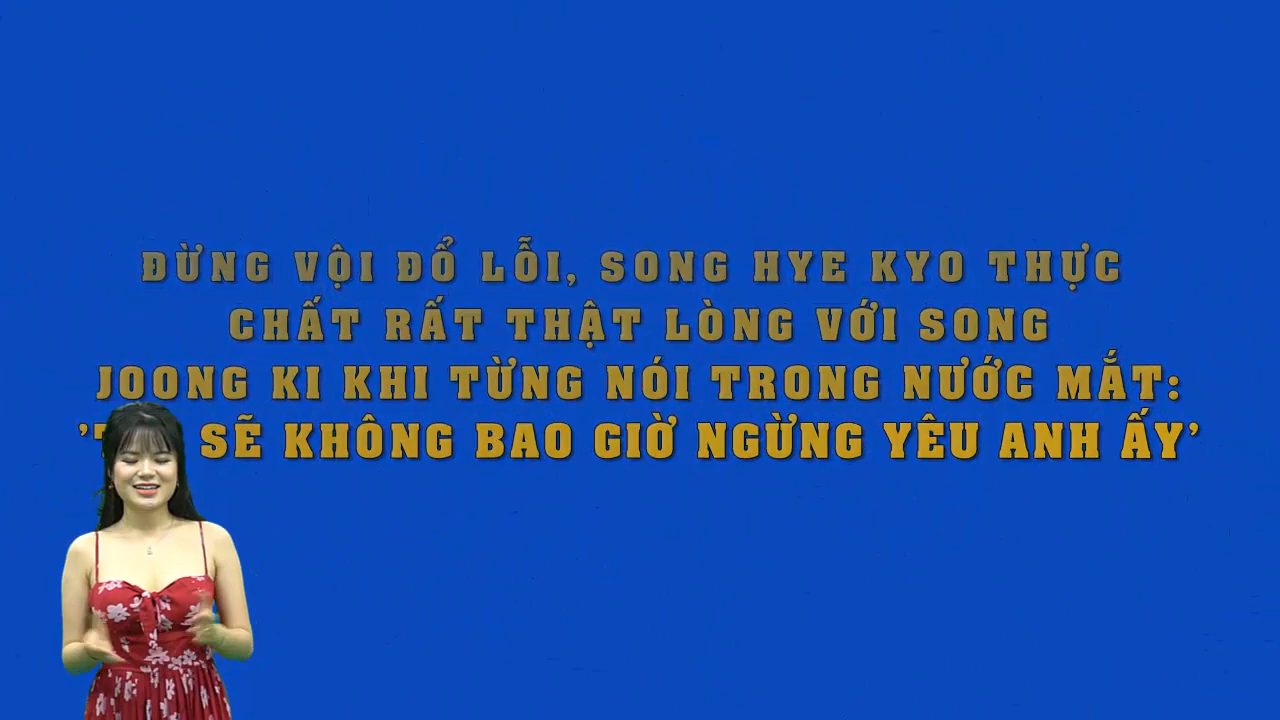 ĐỪNG VỘI ĐỔ LỖI, SONG HYE KYO THỰC
CHẤT RẤT THẬT LÒNG VỚI SONG
JOONG KI KHI TỪNG NÓI TRONG NƯỚC MẮT:
SẼ KHÔNG BAO GIỜ NGỪNG YÊU ANH ẤY’